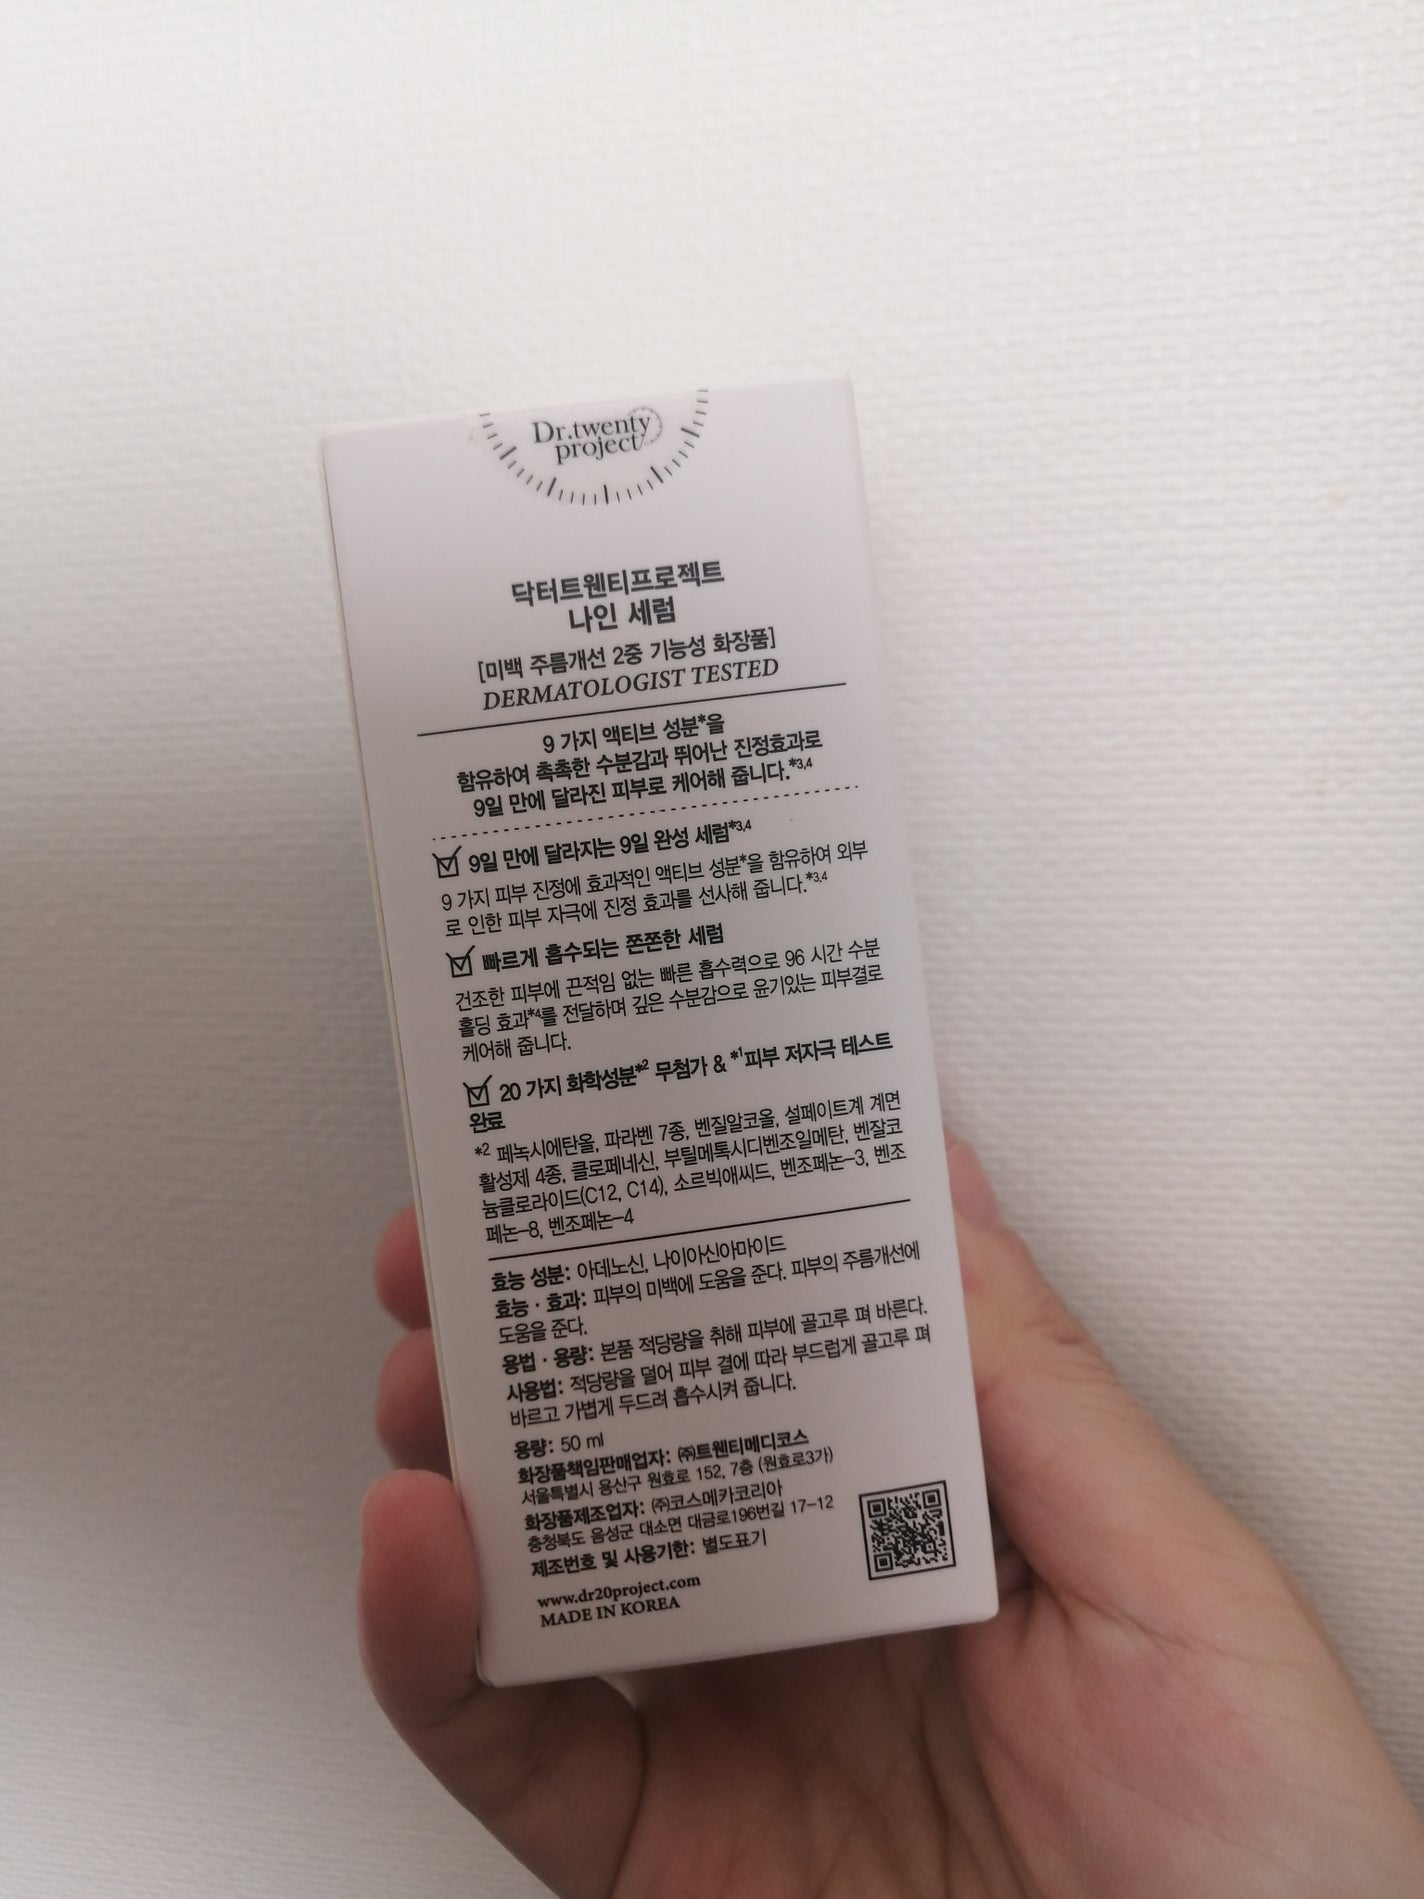 Dr.twenty
project
닥터트웬티프로젝트
나인 세럼
[미백 주름개선 2중 기능성 화장품]
DERMATOLOGIST TESTED
9 가지 액티브 성분*을
함유하여 촉촉한 수분감과 뛰어난 진정효과로
9일 만에 달라진 피부로 케어해 줍니다.*3,4
9일 만에 달라지는 9일 완성 세럼*3,4
9 가지 피부 진정에 효과적인 액티브 성분*을 함유하여 외부
로 인한 피부 자극에 진정 효과를 선사해 줍니다.*3,4
빠르게 흡수되는 쫀쫀한 세럼
건조한 피부에 끈적임 없는 빠른 흡수력으로 96 시간 수분
홀딩 효과*4를 전달하며 깊은 수분감으로 윤기있는 피부결로
케어해 줍니다.
20 가지 화학성분*2 무첨가 & *1피부 저자극 테스트
완료
*2 페녹시에탄올, 파라벤 7종, 벤질알코올, 설페이트계 계면
활성제 4종, 클로페네신, 부틸메톡시디벤조일메탄, 벤잘코
늄클로라이드(C12, C14), 소르빅애씨드, 벤조페논-3, 벤조
페논-8, 벤조페논-4
효능 성분: 아데노신, 나이아신아마이드
효능 · 효과: 피부의 미백에 도움을 준다. 피부의 주름개선에
도움을 준다.
용법 · 용량: 본품 적당량을 취해 피부에 골고루 펴 바른다.
사용법: 적당량을 덜어 피부 결에 따라 부드럽게 골고루 펴
바르고 가볍게 두드려 흡수시켜 줍니다.
용량: 50 ml
화장품책임판매업자: ㈜트웬티메디코스
서울특별시 용산구 원효로 152, 7층 (원효로3가)
화장품제조업자: ㈜코스메카코리아
충청북도 음성군 대소면 대금로196번길 17-12
제조번호 및 사용기한: 별도표기
www.dr20project.com
MADE IN KOREA